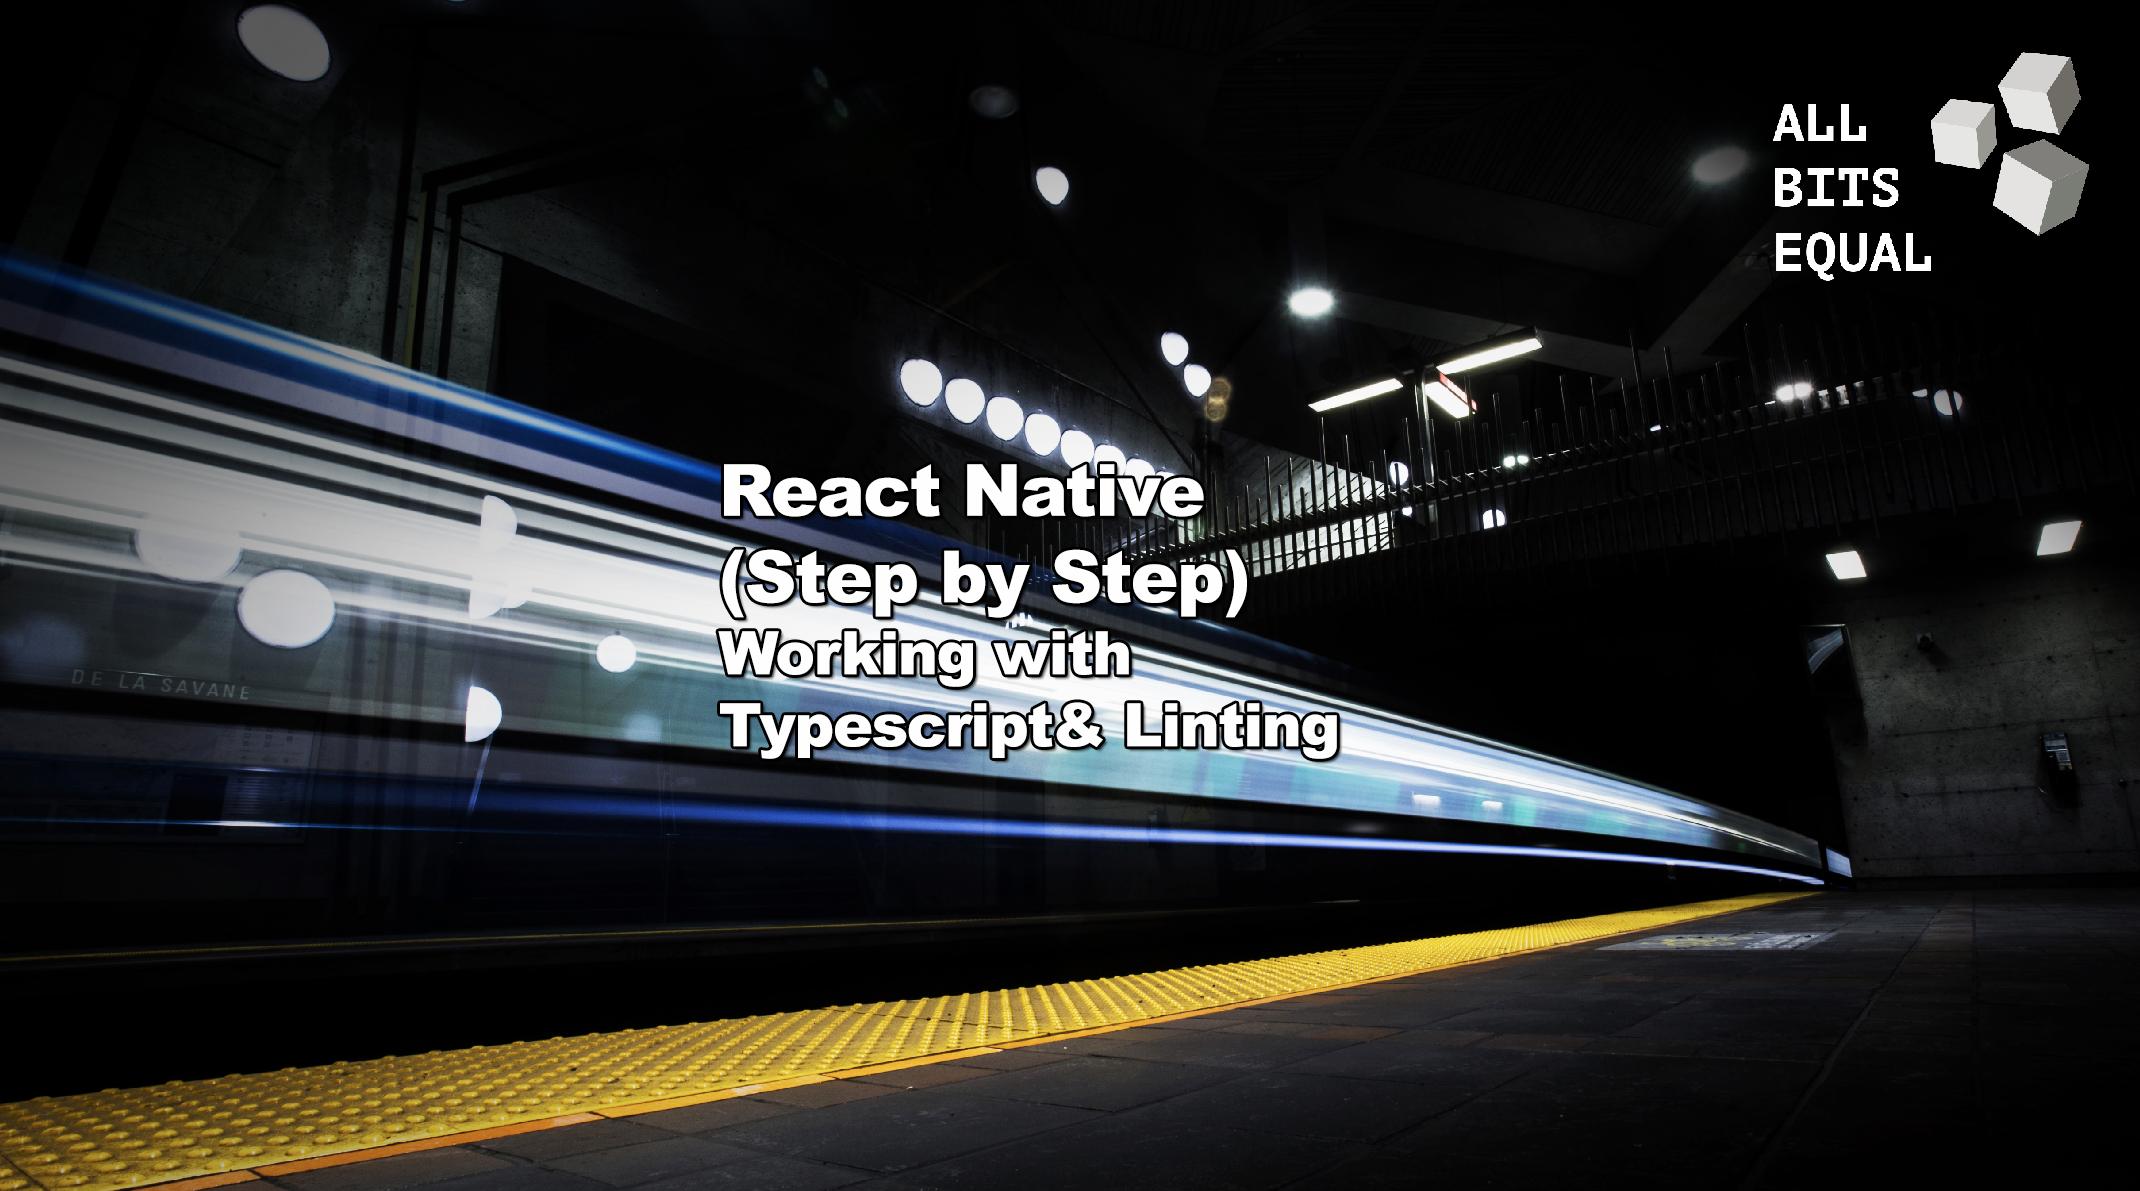 ALL
BITS
EQUAL
React Native
(Step by Step)
Working with
Typescript& Linting
DE LA SAVANE